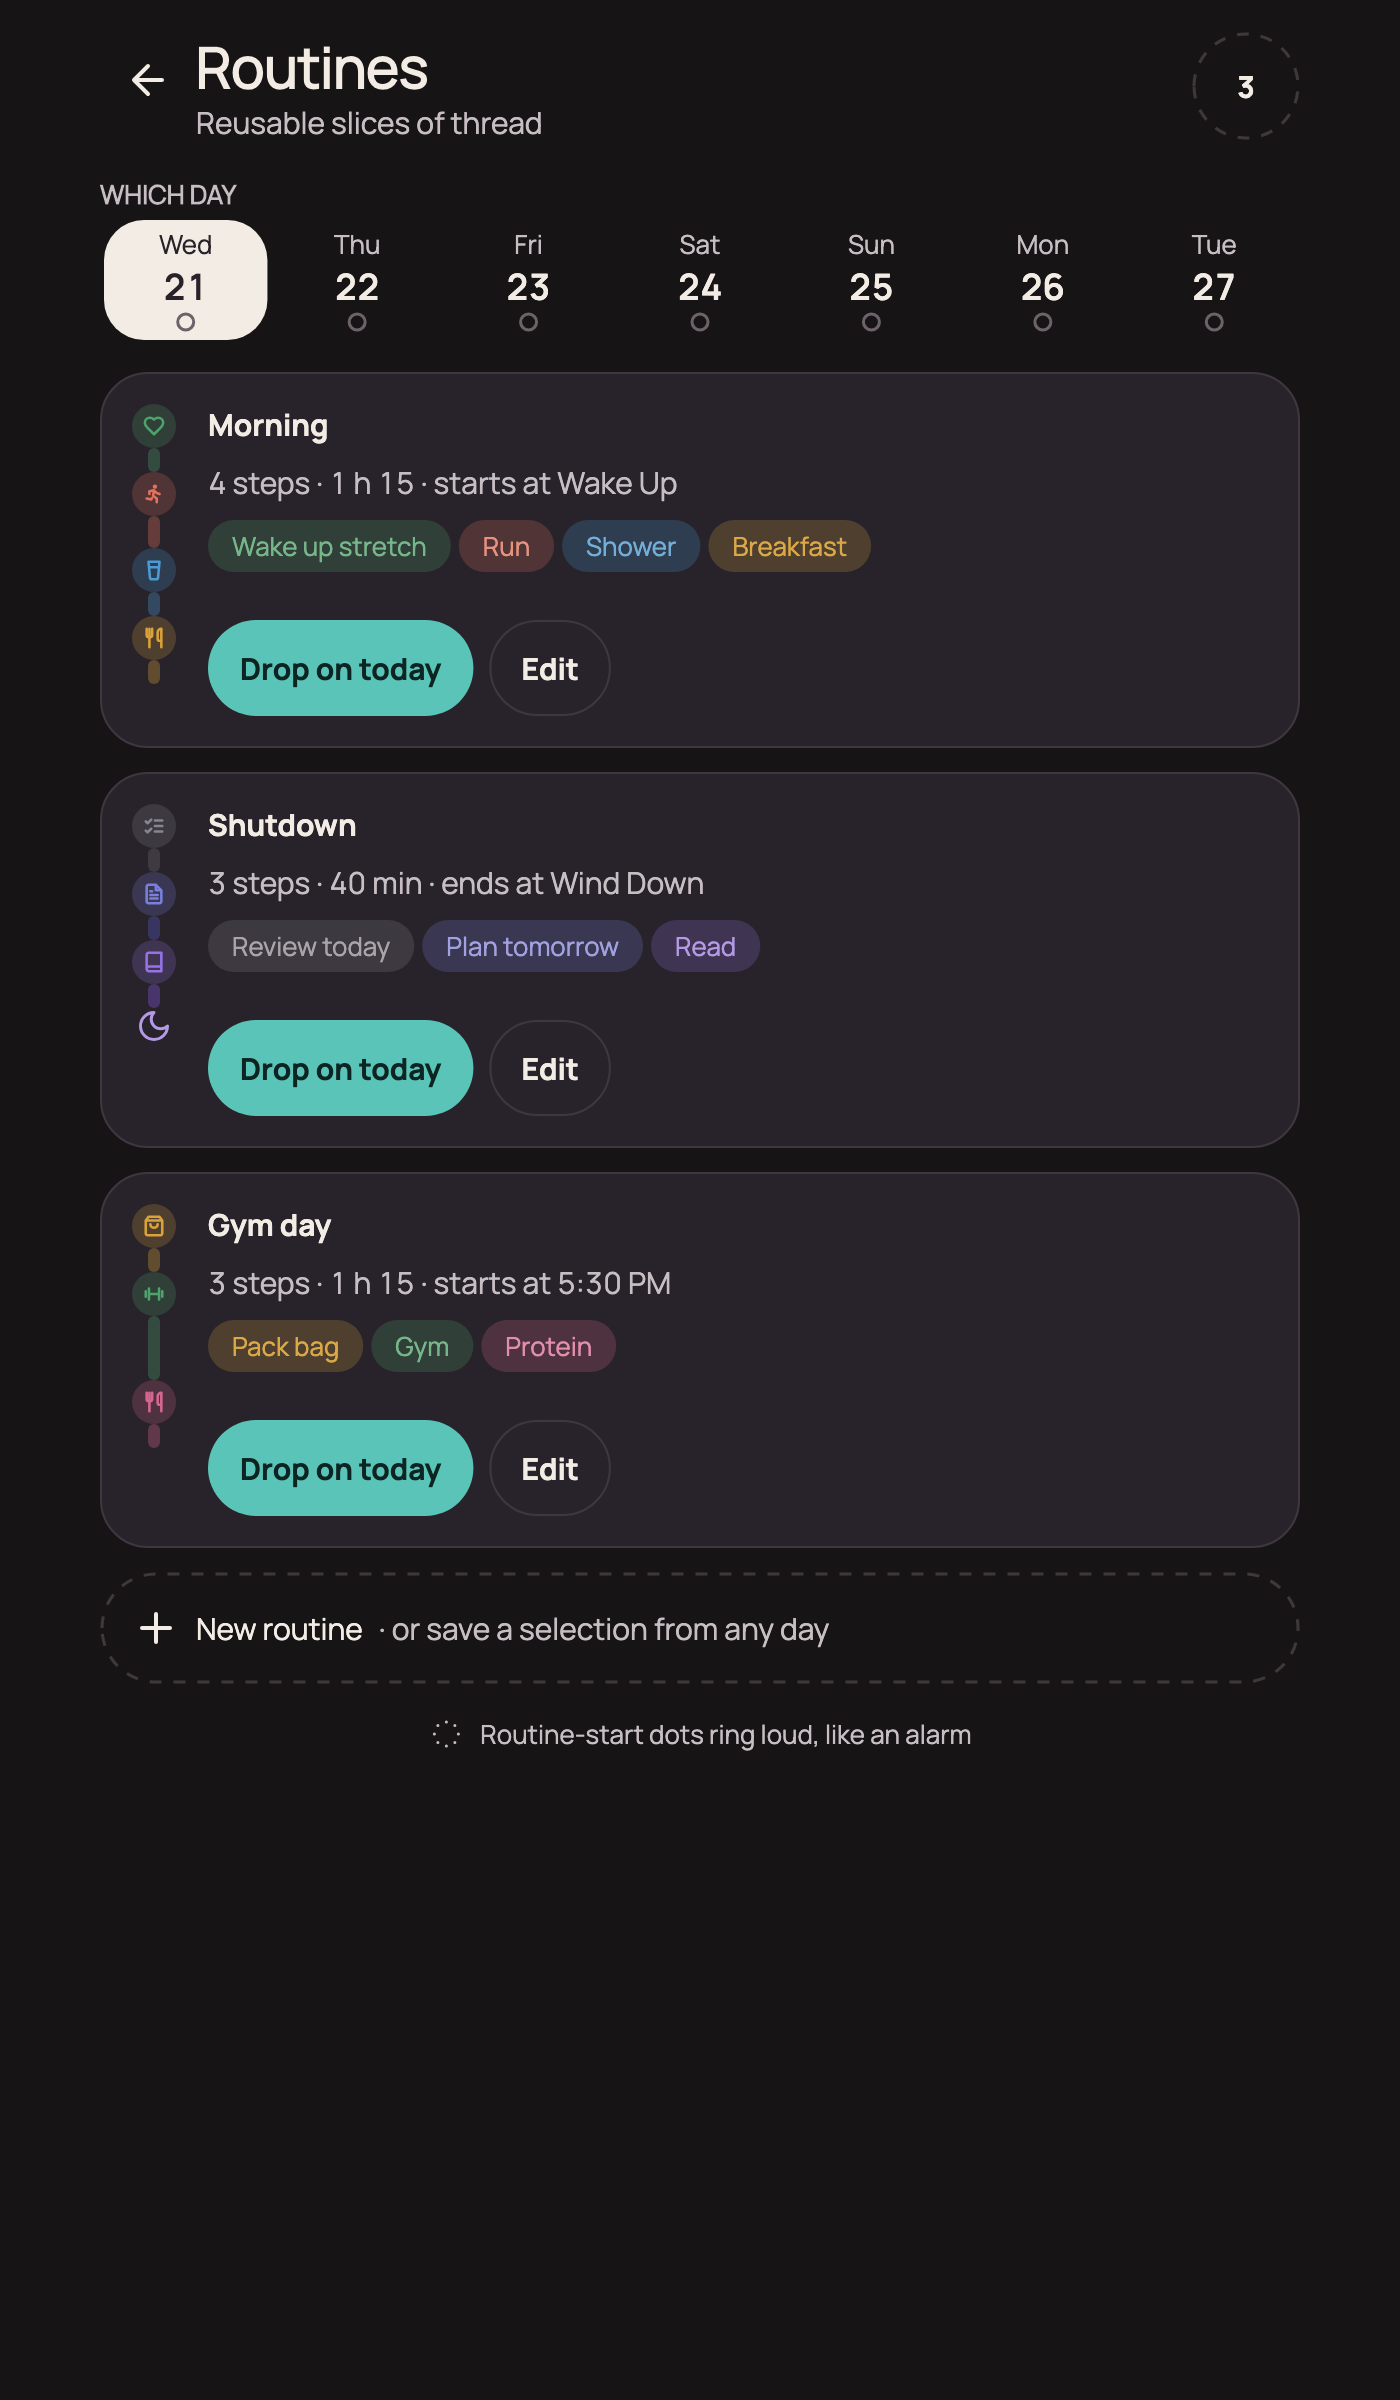 Routines
3
Reusable slices of thread
WHICH DAY
Wed Thu Fri Sat Sun Mon Tue
21 22 23 24 25 26 27
Morning
4 steps · 1 h 15 · starts at Wake Up
Wake up stretch Run Shower Breakfast
Drop on today Edit
Shutdown
3 steps · 40 min · ends at Wind Down
Review today Plan tomorrow Read
Drop on today Edit
Gym day
3 steps · 1 h 15 · starts at 5:30 PM
Pack bag Gym Protein
Drop on today Edit
New routine · or save a selection from any day
Routine-start dots ring loud, like an alarm